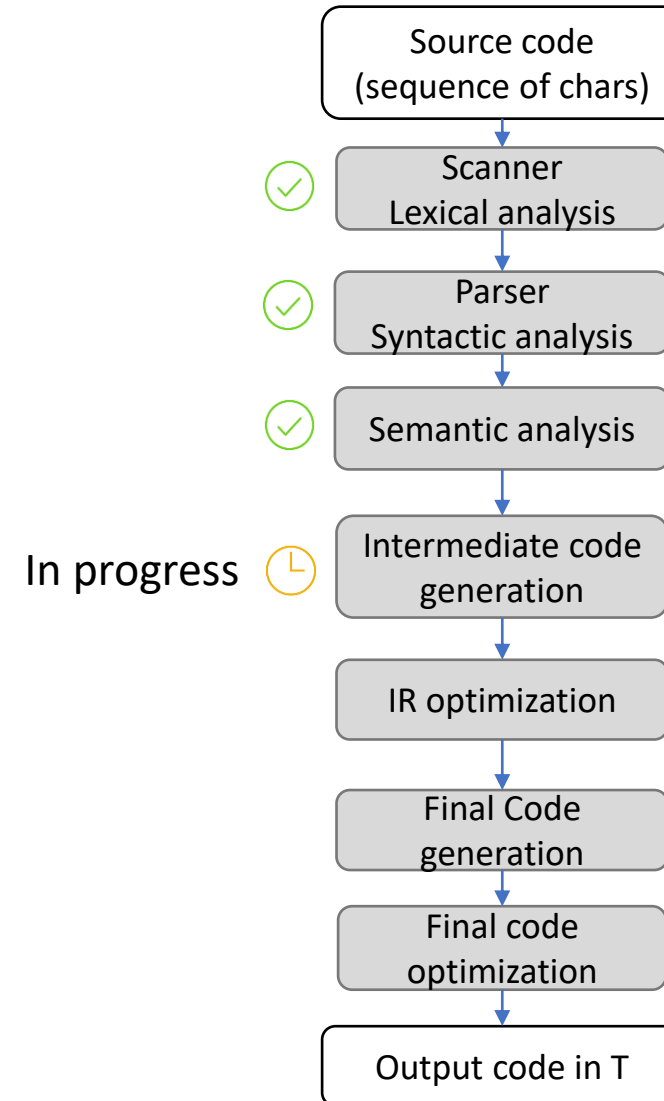 Source code
(sequence of chars)
Scanner
Lexical analysis
Parser
Syntactic analysis
Semantic analysis
In progress
Intermediate code
generation
IR optimization
Final Code
generation
Final code
optimization
Output code in T